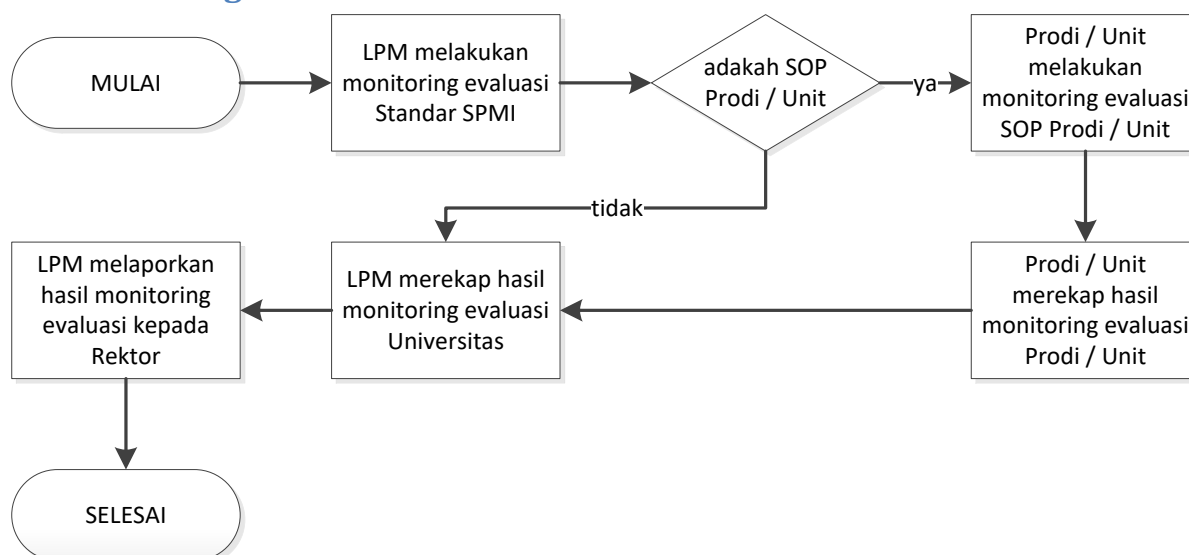 MULAI
LPM melakukan
monitoring evaluasi
Standar SPMI
adakah SOP
Prodi / Unit
ya
Prodi / Unit
melakukan
monitoring evaluasi
SOP Prodi / Unit
tidak
LPM melaporkan
hasil monitoring
evaluasi kepada
Rektor
LPM merekap hasil
monitoring evaluasi
Universitas
Prodi / Unit
merekap hasil
monitoring evaluasi
Prodi / Unit
SELESAI